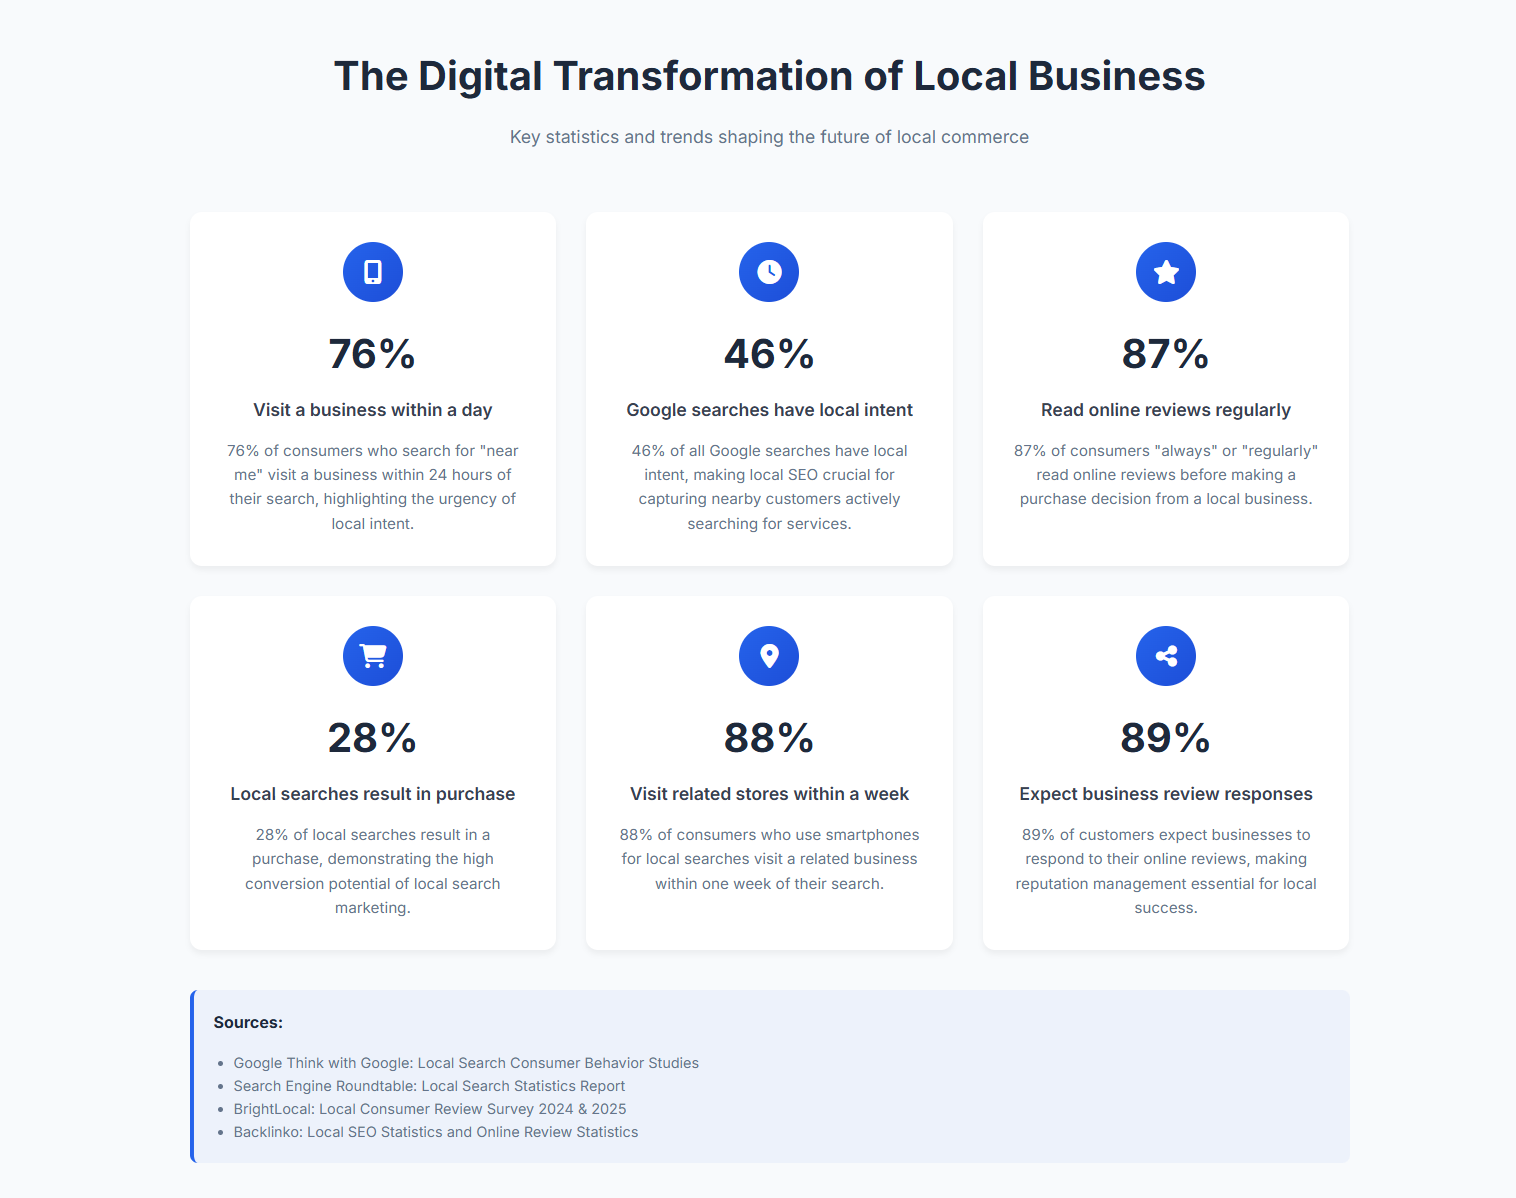 The Digital Transformation of Local Business
Key statistics and trends shaping the future of local commerce
76%
Visit a business within a day
76% of consumers who search for "near
me" visit a business within 24 hours of
their search, highlighting the urgency of
local intent.
46%
Google searches have local intent
46% of all Google searches have local
intent, making local SEO crucial for
capturing nearby customers actively
searching for services.
87%
Read online reviews regularly
87% of consumers "always" or "regularly"
read online reviews before making a
purchase decision from a local business.
28%
Local searches result in purchase
28% of local searches result in a
purchase, demonstrating the high
conversion potential of local search
marketing.
88%
Visit related stores within a week
88% of consumers who use smartphones
for local searches visit a related business
within one week of their search.
89%
Expect business review responses
89% of customers expect businesses to
respond to their online reviews, making
reputation management essential for local
success.
Sources:
• Google Think with Google: Local Search Consumer Behavior Studies
• Search Engine Roundtable: Local Search Statistics Report
• BrightLocal: Local Consumer Review Survey 2024 & 2025
• Backlinko: Local SEO Statistics and Online Review Statistics